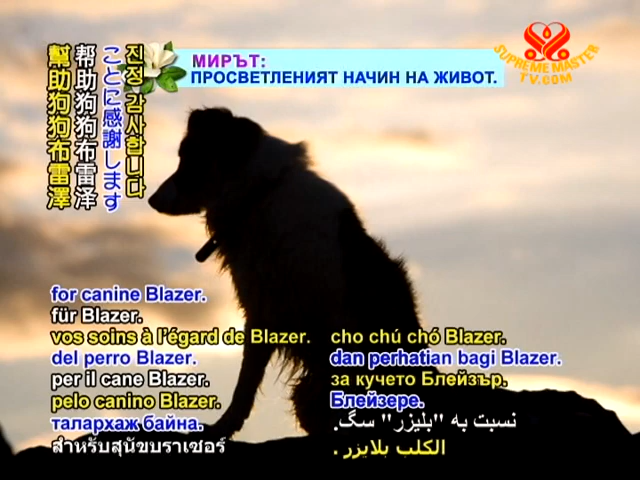 幫助狗狗布雷澤
帮助狗狗布雷泽
ことに感謝します
진정 감사합니다
МИРЪТ:
ПРОСВЕТЛЕНИЯТ НАЧИН НА ЖИВОТ.
SUPREME MASTER
TV.COM
for canine Blazer.
für Blazer.
vos soins à l'égard de Blazer.
del perro Blazer.
per il cane Blazer.
pelo canino Blazer.
талархаж байна.
สำหรับสุนัขบราเซอร์
cho chú chó Blazer.
dan perhatian bagi Blazer.
за кучето Блейзър.
Блейзере.
نسبت به "بلیزر" سگ.
الكلب بلايزر .